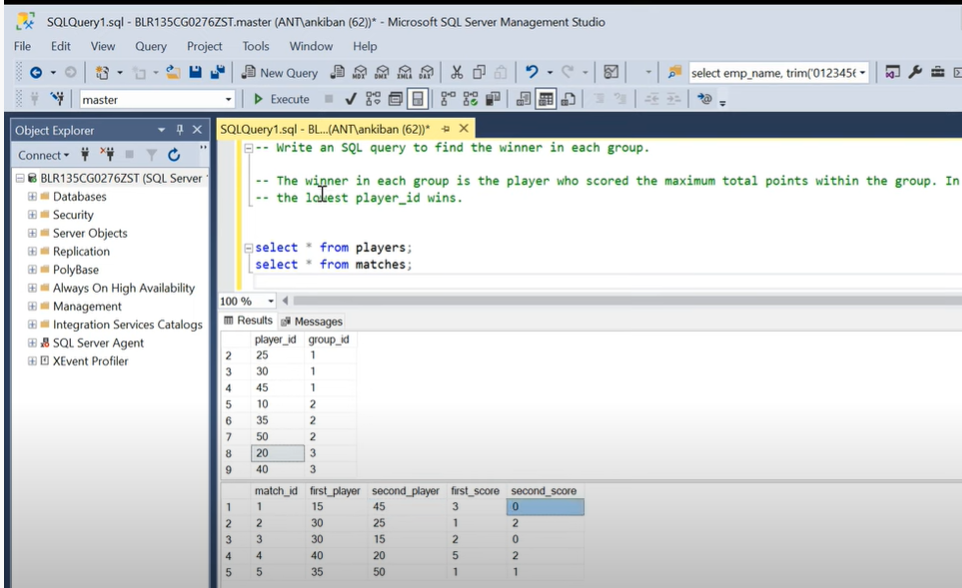 SQLQuery1.sql - BLR135CG0276ZST.master (ANT\ankiban (62))* - Microsoft SQL Server Management Studio
File Edit View Query Project Tools Window Help
New Query MDX DMX XMLA DAX select emp_name, trim('012345
master Execute
Object Explorer
SQLQuery1.sql - BL...(ANT\ankiban (62))*
Connect
BLR135CG0276ZST (SQL Server
Databases
Security
Server Objects
Replication
PolyBase
Always On High Availability
Management
Integration Services Catalogs
SQL Server Agent
XEvent Profiler
-- Write an SQL query to find the winner in each group.
-- The winner in each group is the player who scored the maximum total points within the group. In
-- the lowest player_id wins.
select * from players;
select * from matches;
100 %
Results Messages
player_id group_id
2 25 1
3 30 1
4 45 1
5 10 2
6 35 2
7 50 2
8 20 3
9 40 3
match_id first_player second_player first_score second_score
1 1 15 45 3 0
2 2 30 25 1 2
3 3 30 15 2 0
4 4 40 20 5 2
5 5 35 50 1 1